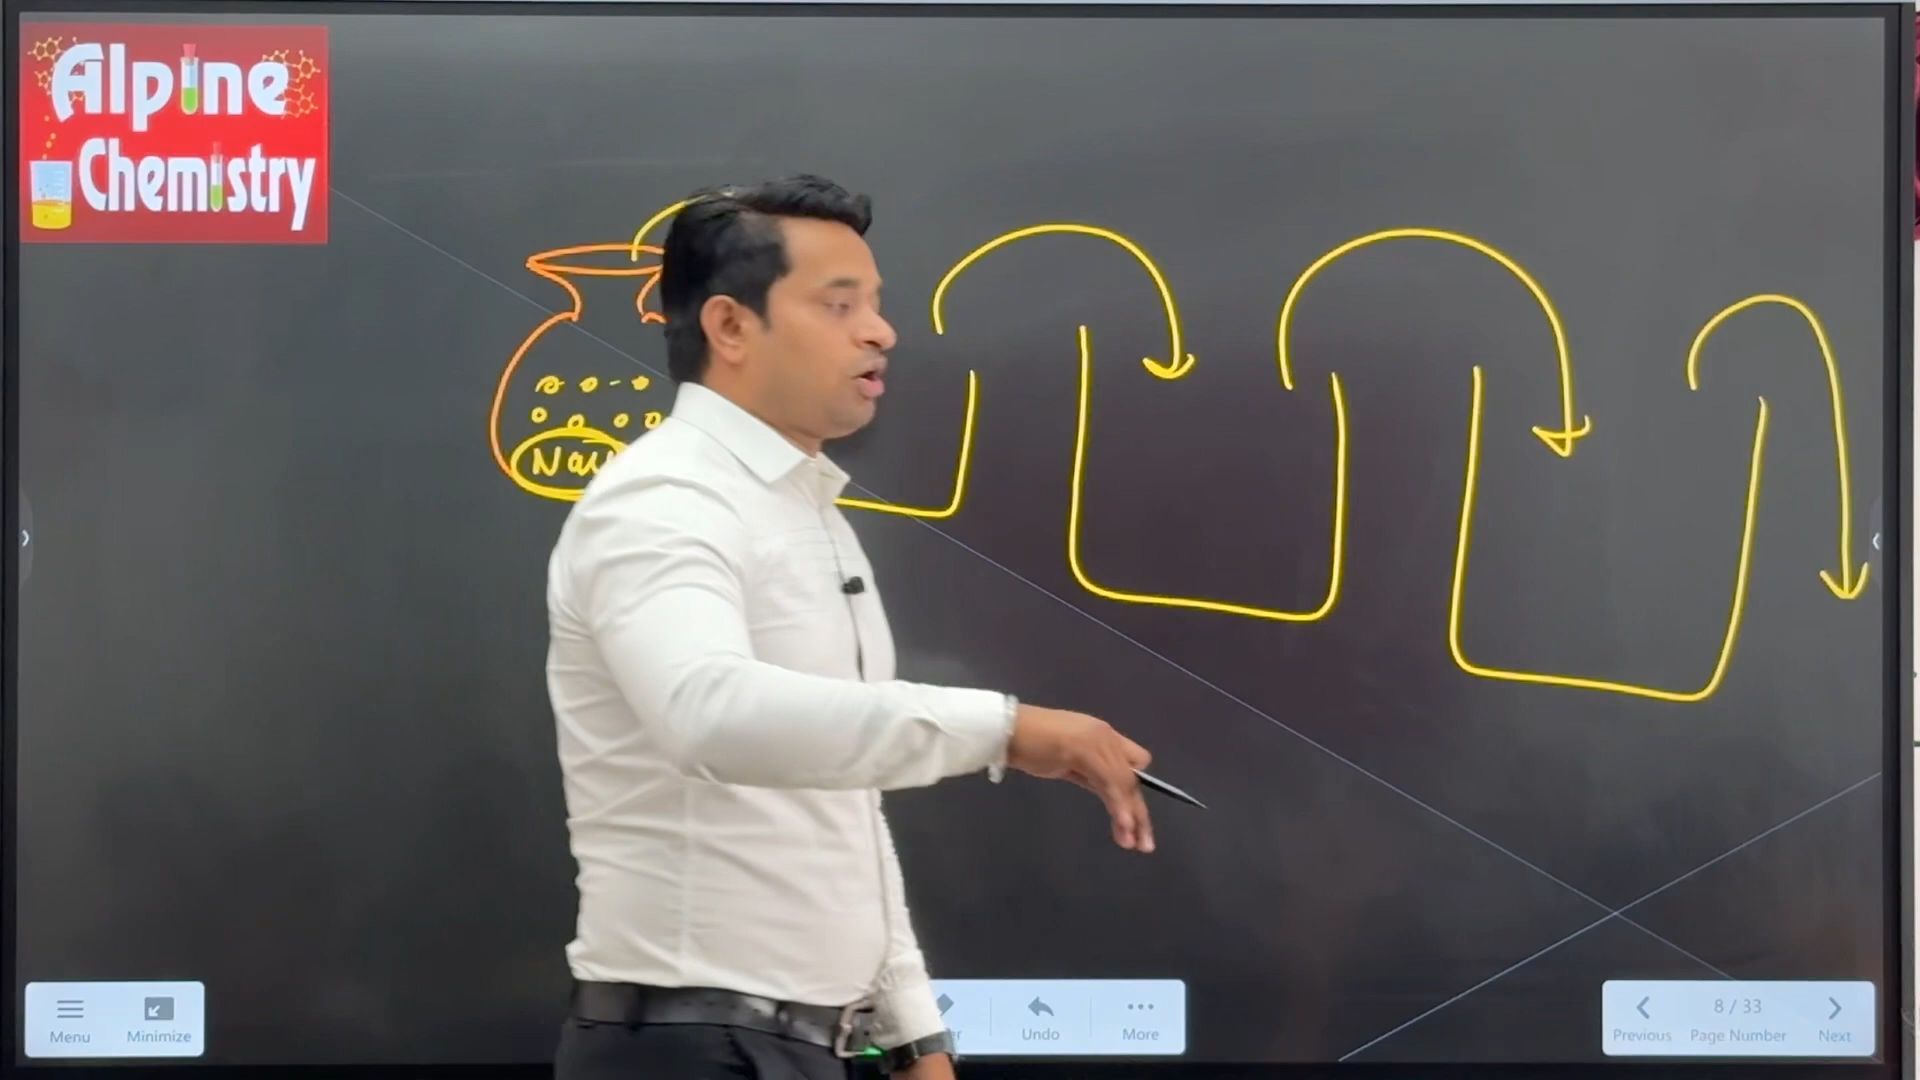 Alpine
Chemistry
Menu
Minimize
Undo
More
8 / 33
Previous
Page Number
Next